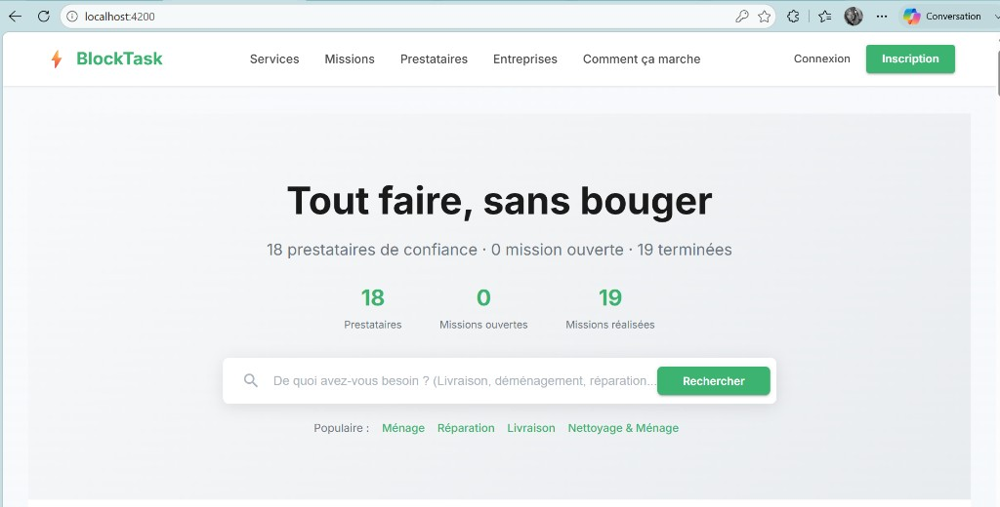 localhost:4200
Conversation
BlockTask
Services Missions Prestataires Entreprises Comment ça marche
Connexion Inscription
Tout faire, sans bouger
18 prestataires de confiance · 0 mission ouverte · 19 terminées
18 0 19
Prestataires Missions ouvertes Missions réalisées
De quoi avez-vous besoin ? (Livraison, déménagement, réparation...
Rechercher
Populaire : Ménage Réparation Livraison Nettoyage & Ménage